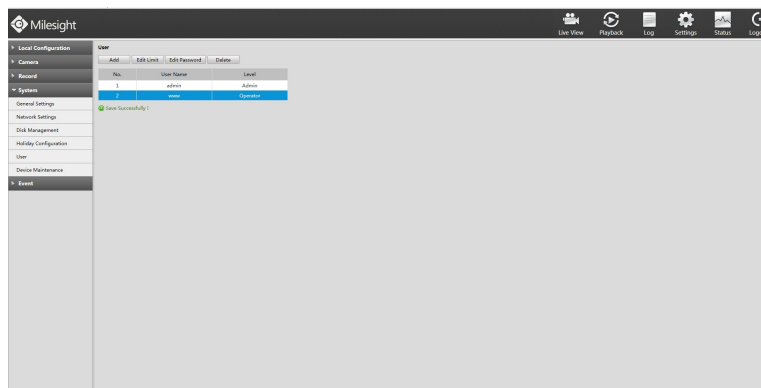 Milesight
Live View
Playback
Log
Settings
Status
Local Configuration
Camera
Record
System
General Settings
Network Settings
Disk Management
Holiday Configuration
User
Device Maintenance
Event
User
Add Edit Limit Edit Password Delete
No. User Name Level
1 admin Admin
2 www Operator
Save Successfully !